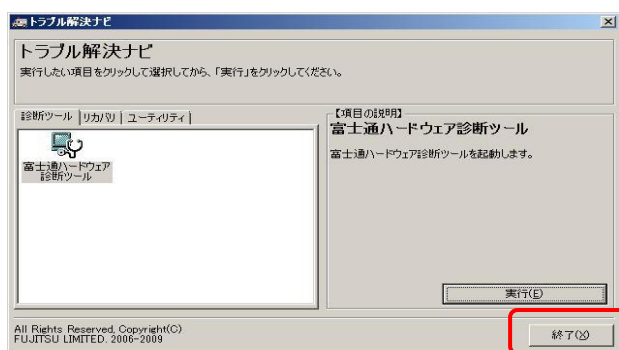 トラブル解決ナビ
トラブル解決ナビ
実行したい項目をクリックして選択してから、「実行」をクリックしてください。
診断ツール リカバリ ユーティリティ
富士通ハードウェア
診断ツール
【項目の説明】
富士通ハードウェア診断ツール
富士通ハードウェア診断ツールを起動します。
実行(E)
All Rights Reserved, Copyright(C)
FUJITSU LIMITED. 2006-2009
終了(X)